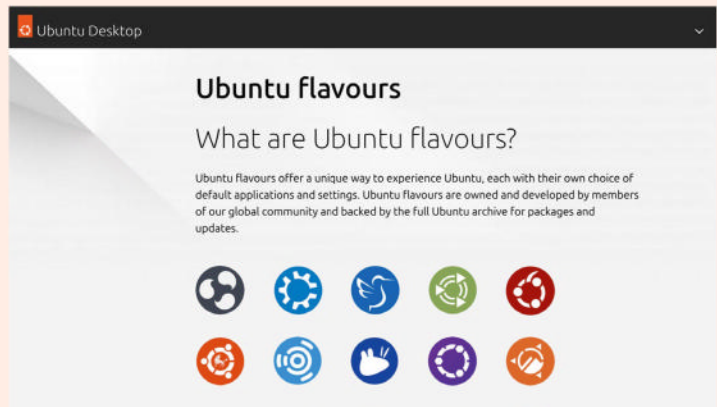 Ubuntu Desktop
Ubuntu flavours
What are Ubuntu flavours?
Ubuntu flavours offer a unique way to experience Ubuntu, each with their own choice of
default applications and settings. Ubuntu flavours are owned and developed by members
of our global community and backed by the full Ubuntu archive for packages and
updates.